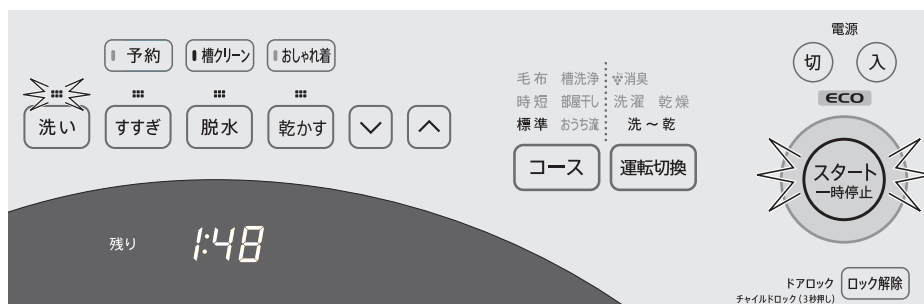 電源
切 入
ECO
予約 槽クリーン おしゃれ着
洗い すすぎ 脱水 乾かす
毛布 槽洗浄 消臭
時短 部屋干し 洗濯 乾燥
標準 おうち流 洗〜乾
コース 運転切換
スタート
一時停止
残り 1:48
ドアロック
チャイルドロック(3秒押し)
ロック解除